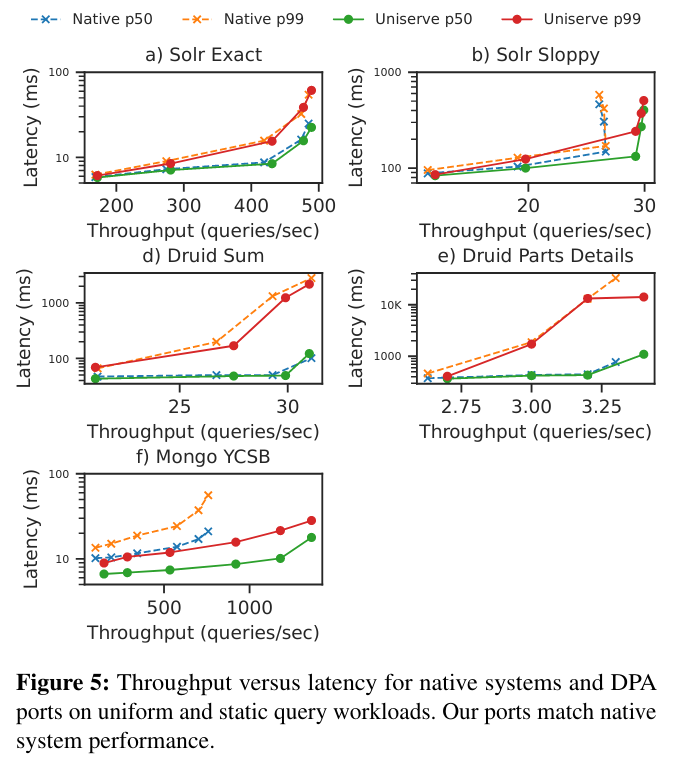 Native p50 Native p99 Uniserve p50 Uniserve p99
a) Solr Exact
Latency (ms)
100
10
200 300 400 500
Throughput (queries/sec)
b) Solr Sloppy
Latency (ms)
1000
100
20 30
Throughput (queries/sec)
d) Druid Sum
Latency (ms)
1000
100
25 30
Throughput (queries/sec)
e) Druid Parts Details
Latency (ms)
10K
1000
2.75 3.00 3.25
Throughput (queries/sec)
f) Mongo YCSB
Latency (ms)
100
10
500 1000
Throughput (queries/sec)
Figure 5: Throughput versus latency for native systems and DPA
ports on uniform and static query workloads. Our ports match native
system performance.